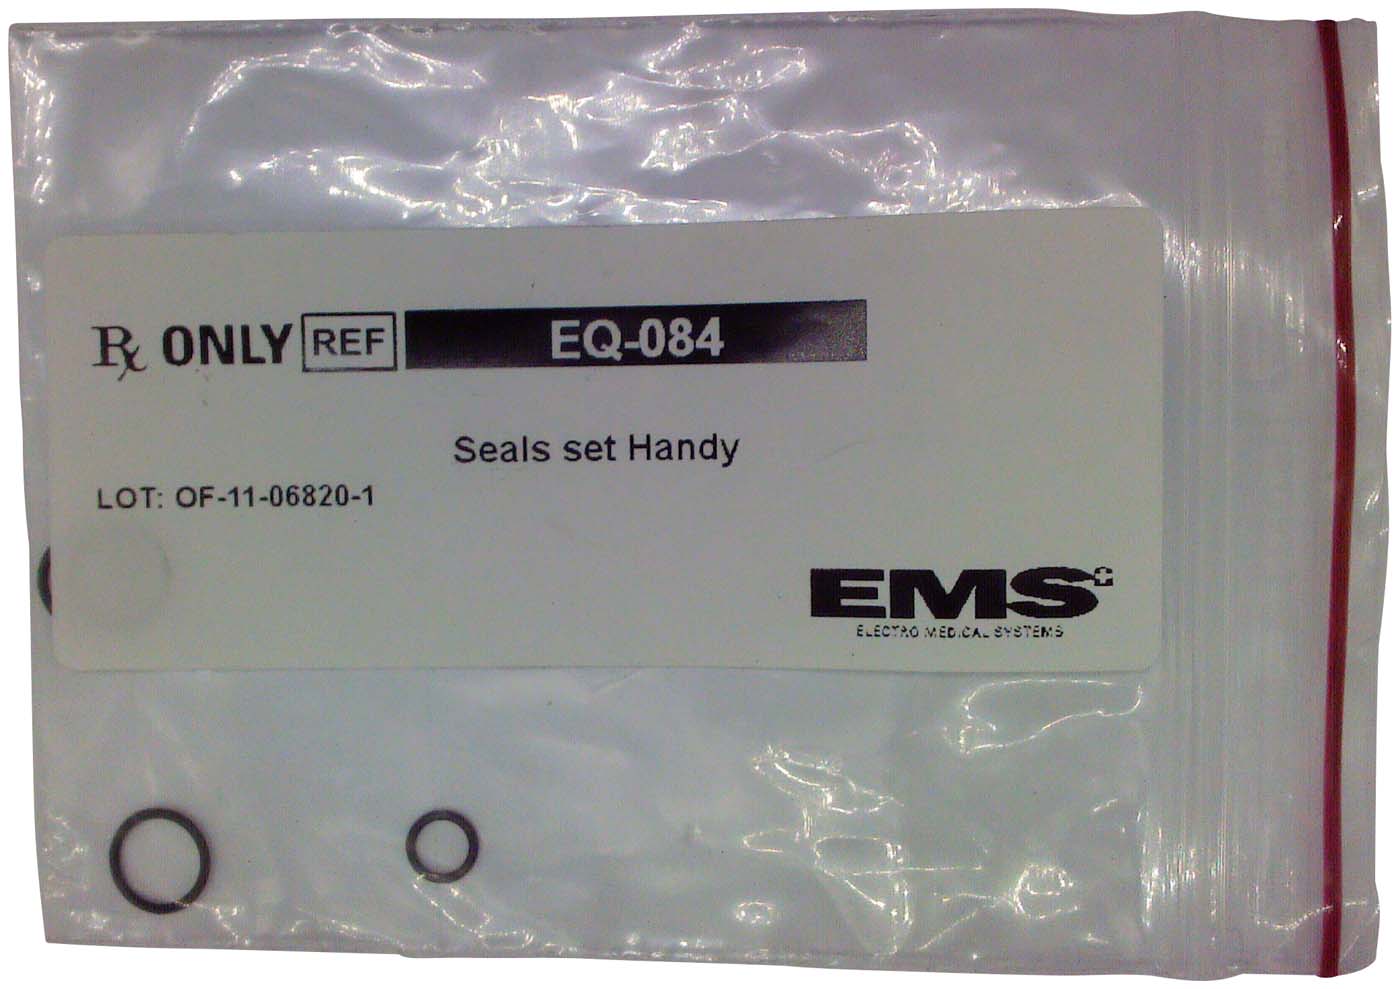 Rx ONLY REF EQ-084
Seals set Handy
LOT: OF-11-06820-1
EMS
ELECTRO MEDICAL SYSTEMS